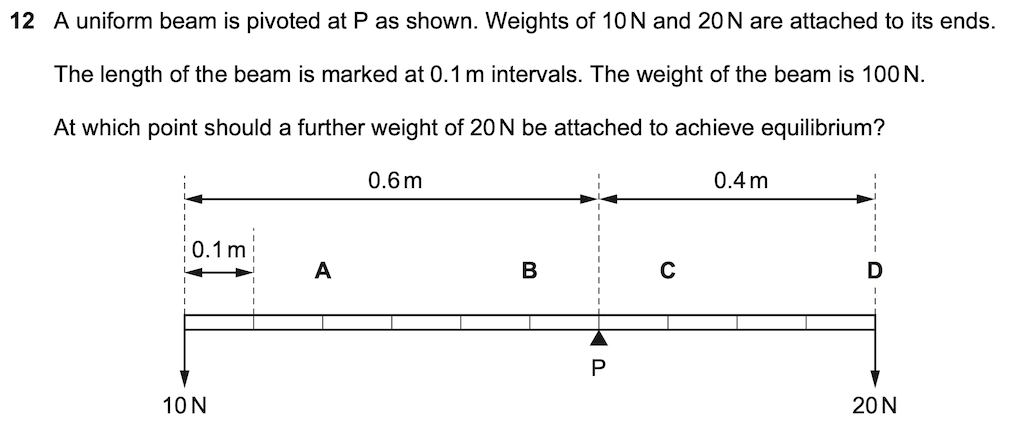 12 A uniform beam is pivoted at P as shown. Weights of 10 N and 20 N are attached to its ends.
The length of the beam is marked at 0.1 m intervals. The weight of the beam is 100 N.
At which point should a further weight of 20 N be attached to achieve equilibrium?
0.6 m 0.4 m
0.1 m
A B C D
P
10 N 20 N